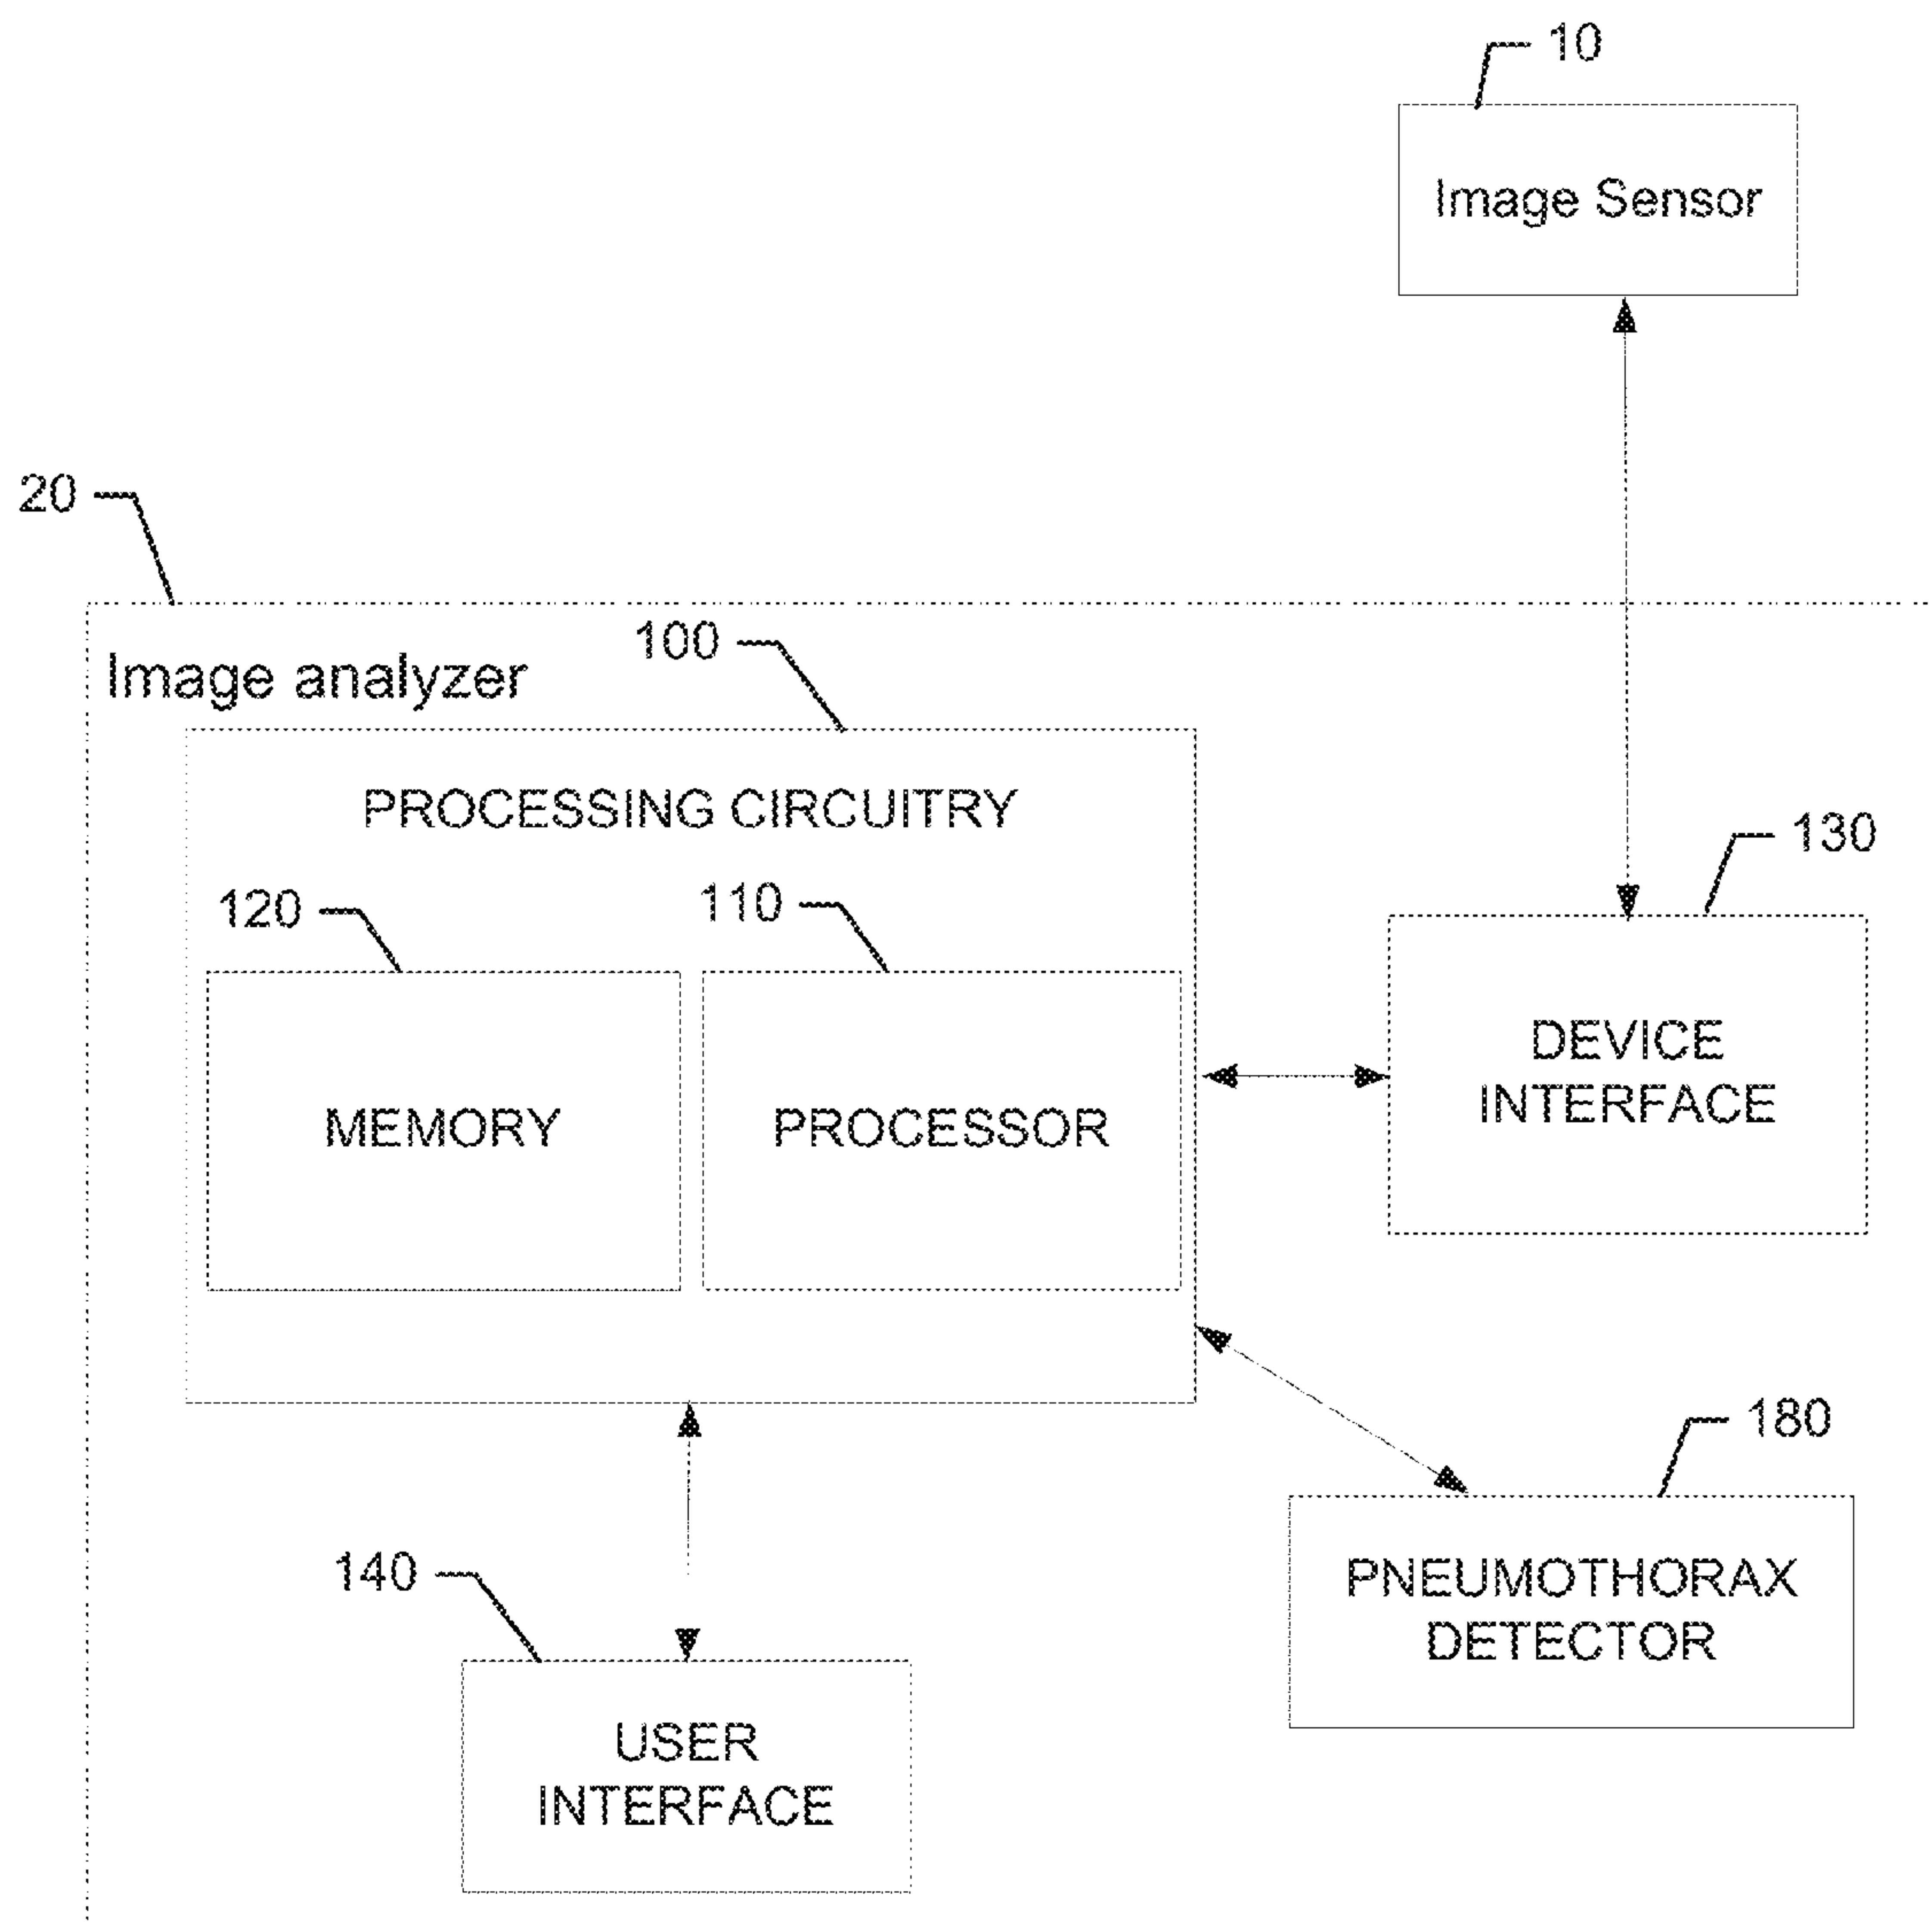 10
Image Sensor
20
100
Image analyzer
PROCESSING CIRCUITRY
130
120
110
DEVICE
INTERFACE
MEMORY
PROCESSOR
180
140
PNEUMOTHORAX
DETECTOR
USER
INTERFACE